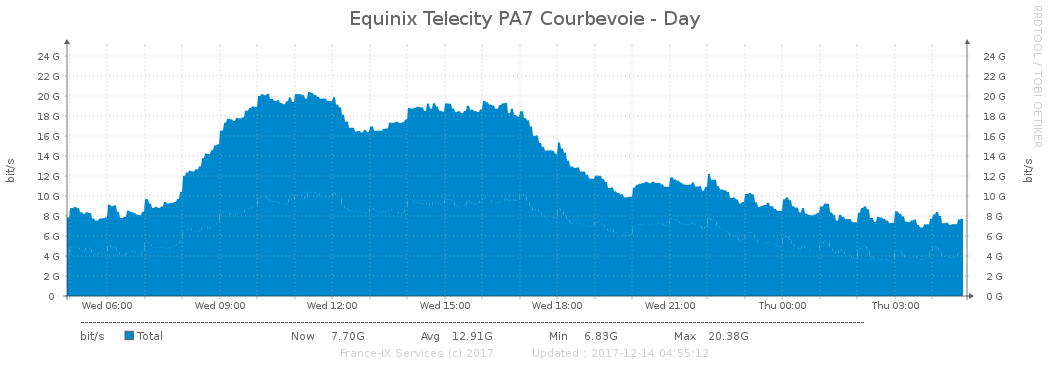 Equinix Telecity PA7 Courbevoie - Day
RRDTOOL / TOBI OETIKER
bit/s
24 G 24 G
22 G 22 G
20 G 20 G
18 G 18 G
16 G 16 G
14 G 14 G
12 G 12 G
10 G 10 G
8 G 8 G
6 G 6 G
4 G 4 G
2 G 2 G
0 0 G
bit/s
Wed 06:00 Wed 09:00 Wed 12:00 Wed 15:00 Wed 18:00 Wed 21:00 Thu 00:00 Thu 03:00
bit/s Total Now 7.70G Avg 12.91G Min 6.83G Max 20.38G
France-IX Services (c) 2017 Updated : 2017-12-14 04:55:12